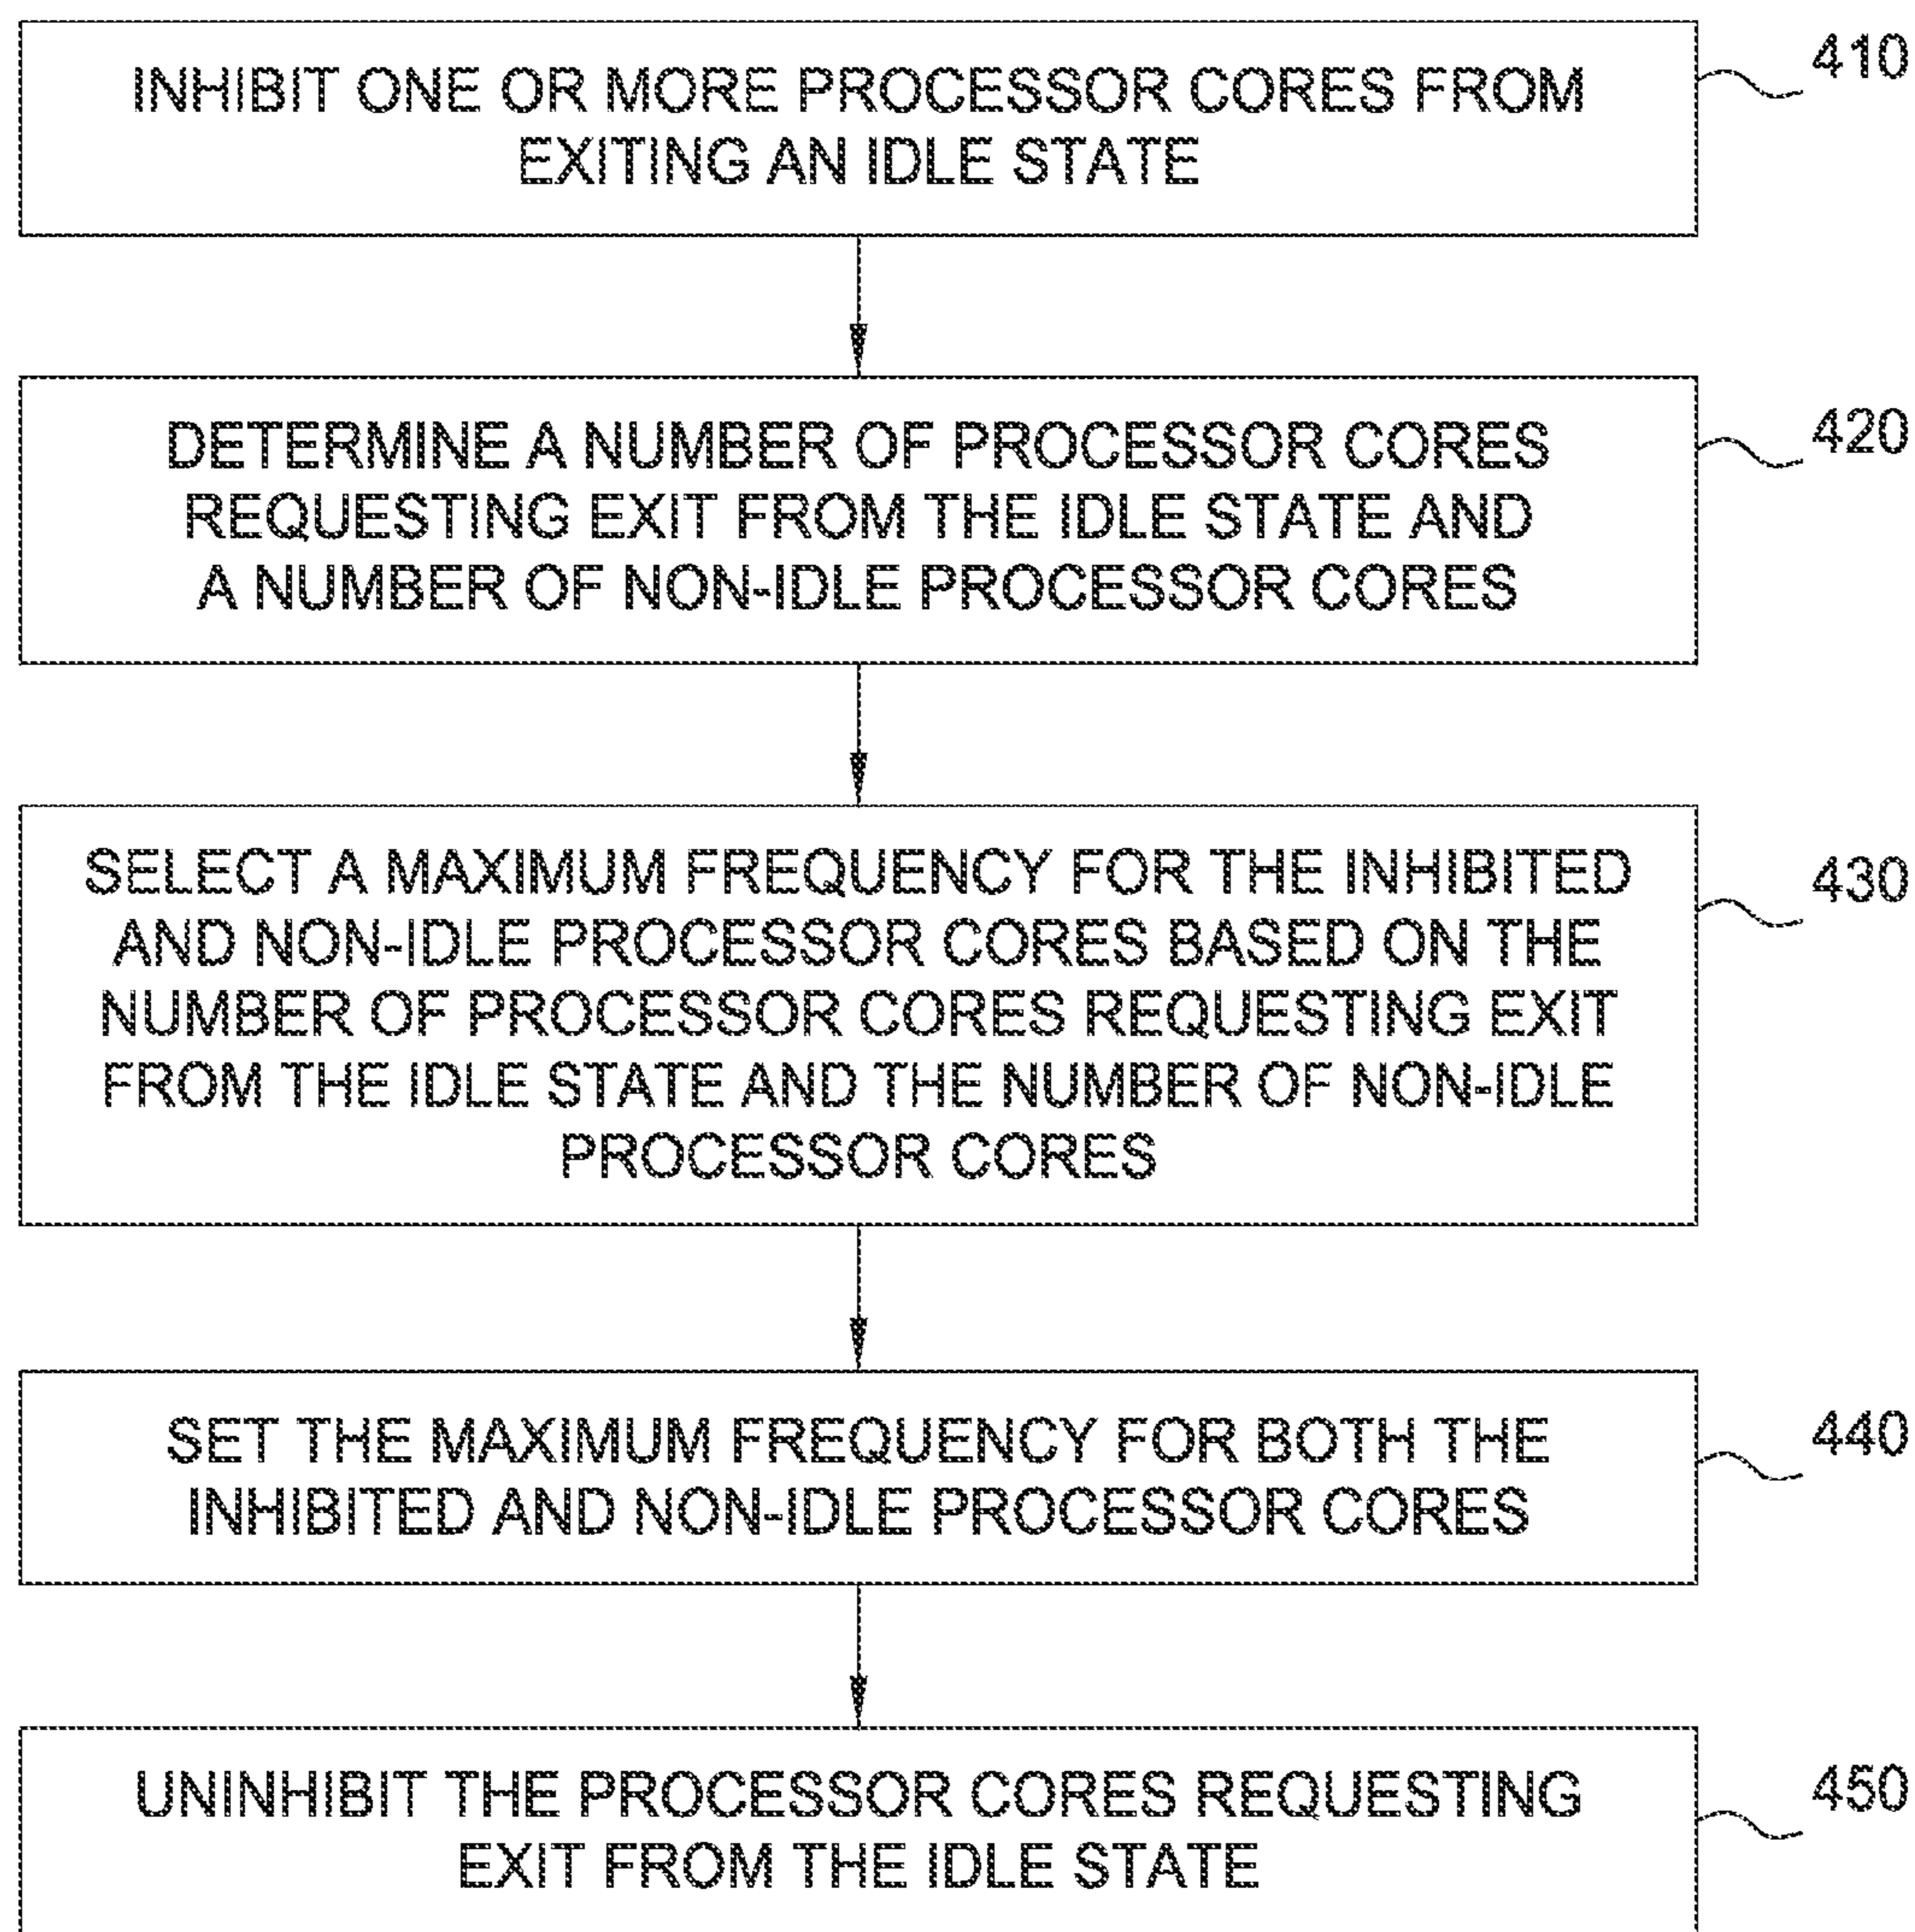 INHIBIT ONE OR MORE PROCESSOR CORES FROM
EXITING AN IDLE STATE
410
DETERMINE A NUMBER OF PROCESSOR CORES
REQUESTING EXIT FROM THE IDLE STATE AND
A NUMBER OF NON-IDLE PROCESSOR CORES
420
SELECT A MAXIMUM FREQUENCY FOR THE INHIBITED
AND NON-IDLE PROCESSOR CORES BASED ON THE
NUMBER OF PROCESSOR CORES REQUESTING EXIT
FROM THE IDLE STATE AND THE NUMBER OF NON-IDLE
PROCESSOR CORES
430
SET THE MAXIMUM FREQUENCY FOR BOTH THE
INHIBITED AND NON-IDLE PROCESSOR CORES
440
UNINHIBIT THE PROCESSOR CORES REQUESTING
EXIT FROM THE IDLE STATE
450